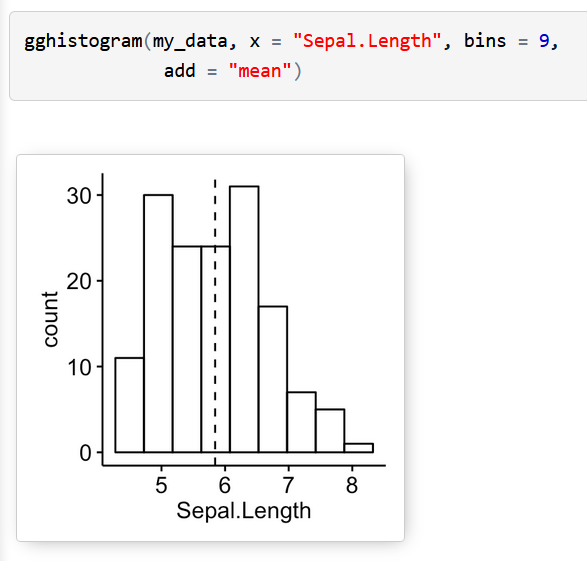 gghistogram(my_data, x = "Sepal.Length", bins = 9,
add = "mean")
30
20
10
0
count
5 6 7 8
Sepal.Length